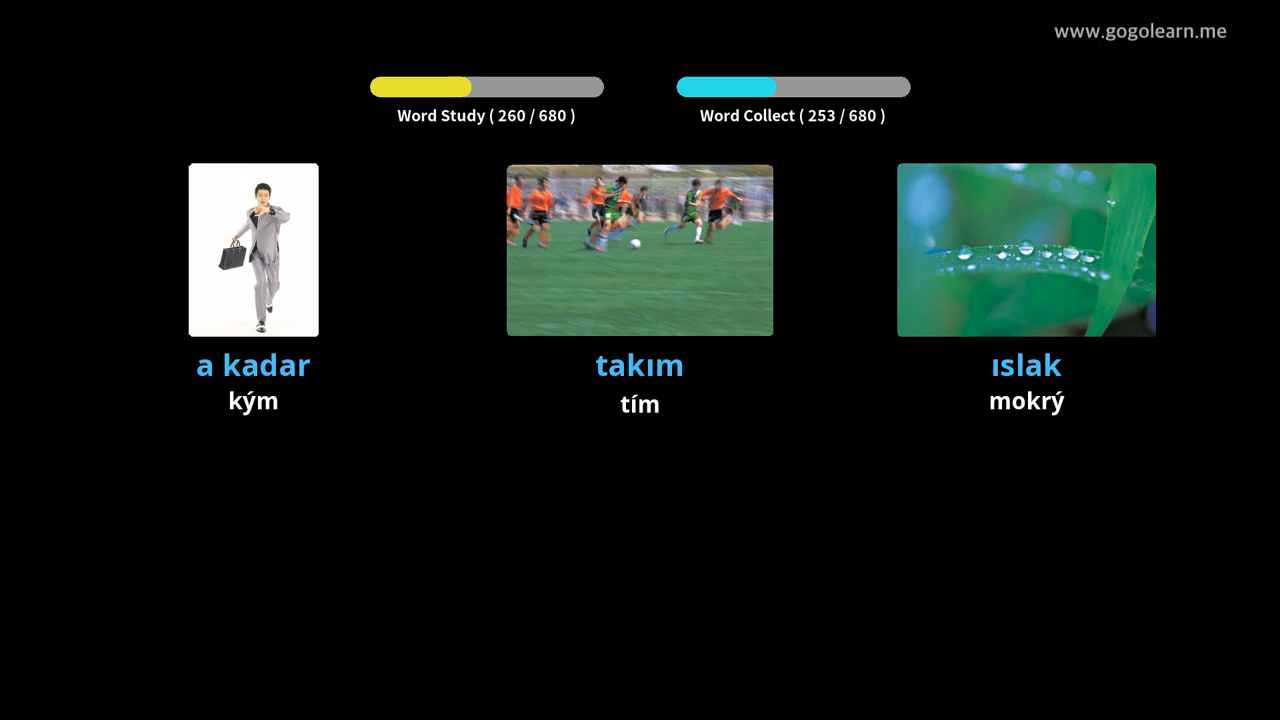 www.gogolearn.me
Word Study ( 260 / 680 )
Word Collect ( 253 / 680 )
a kadar
kým
takım
tím
ıslak
mokrý